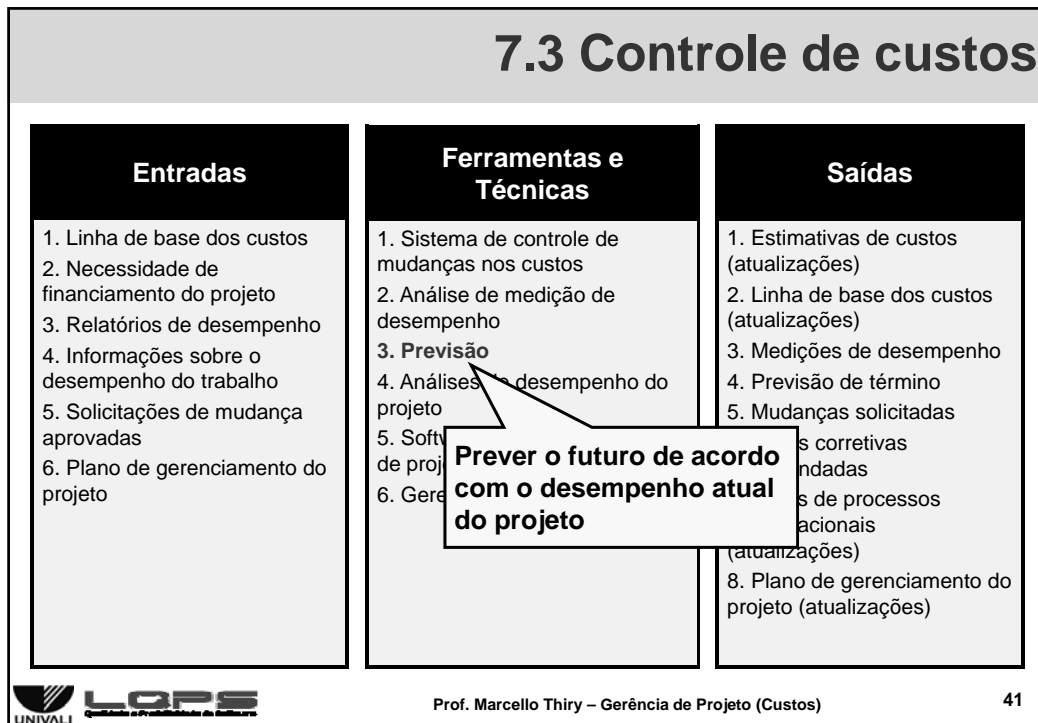 7.3 Controle de custos
Entradas
1. Linha de base dos custos
2. Necessidade de
financiamento do projeto
3. Relatórios de desempenho
4. Informações sobre o
desempenho do trabalho
5. Solicitações de mudança
aprovadas
6. Plano de gerenciamento do
projeto
Ferramentas e
Técnicas
1. Sistema de controle de
mudanças nos custos
2. Análise de medição de
desempenho
3. Previsão
4. Análises desempenho do
projeto
5.
de
6.
Prever o futuro de acordo
com o desempenho atual
do projeto
Saídas
1. Estimativas de custos
(atualizações)
2. Linha de base dos custos
(atualizações)
3. Medições de desempenho
4. Previsão de término
5. Mudanças solicitadas
corretivas
de processos
(atualizações)
8. Plano de gerenciamento do
projeto (atualizações)
UNIVALI
LQPS
Prof. Marcello Thiry – Gerência de Projeto (Custos)
41